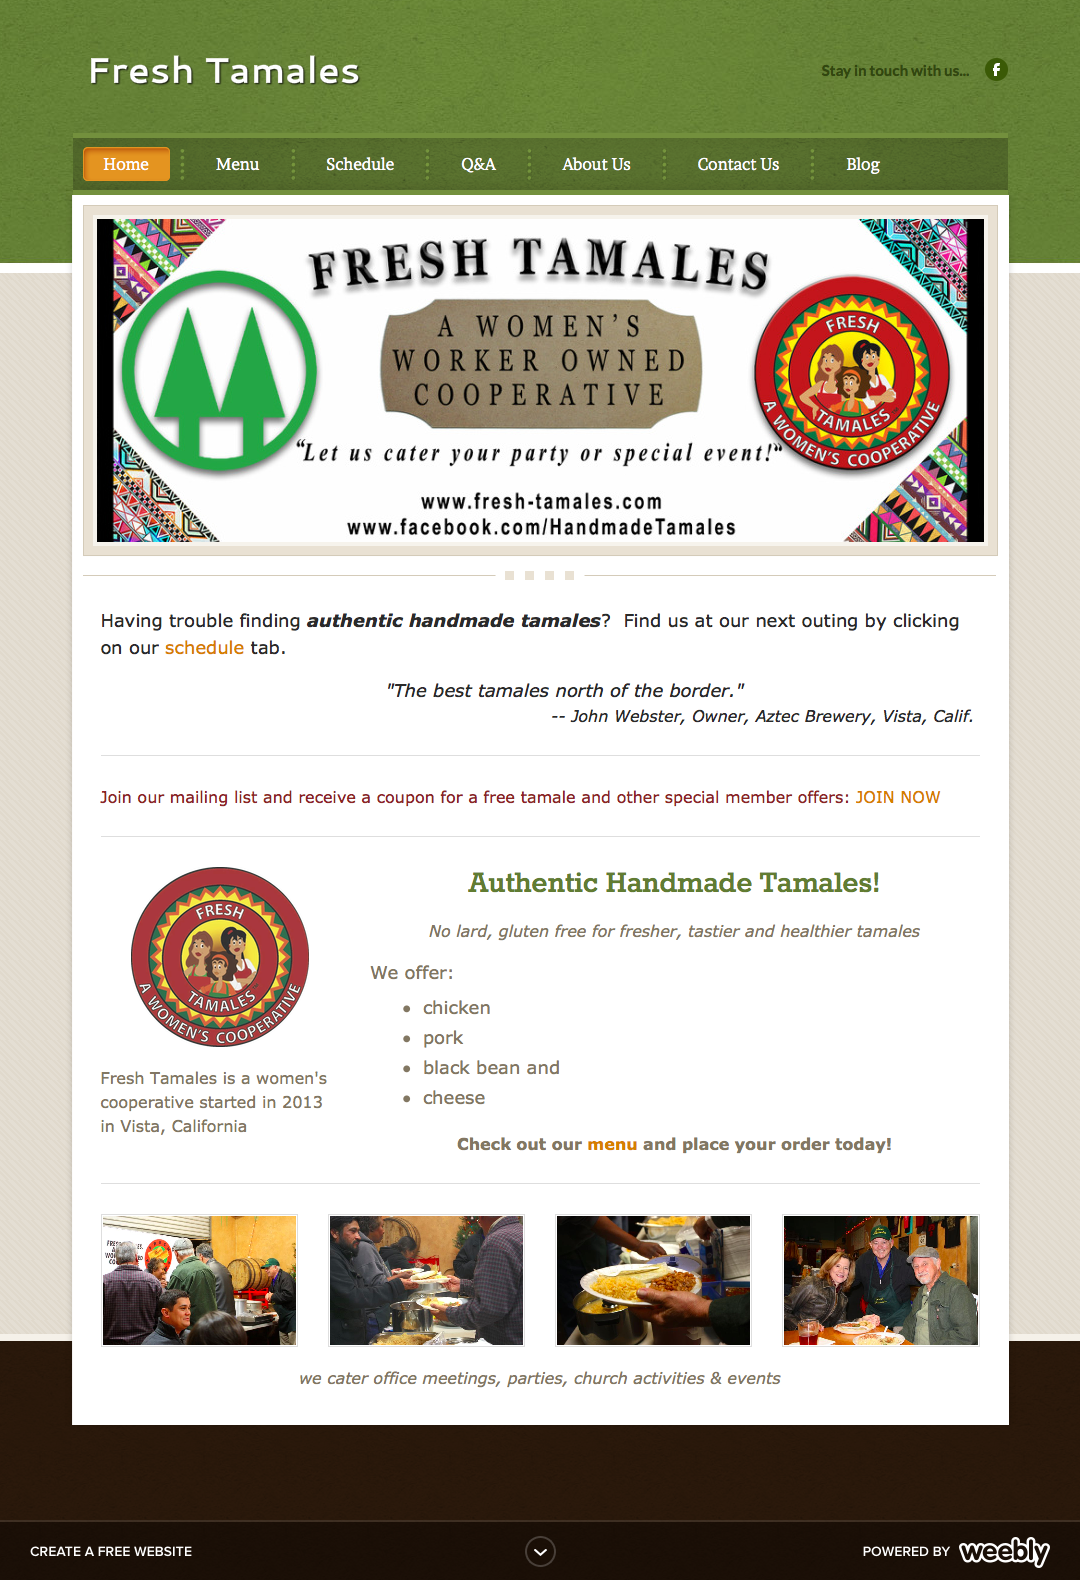 Fresh Tamales
Stay in touch with us...
Home
Menu
Schedule
Q&A
About Us
Contact Us
Blog
FRESH TAMALES
A WOMEN'S
WORKER OWNED
COOPERATIVE
"Let us cater your party or special event!"
www.fresh-tamales.com
www.facebook.com/HandmadeTamales
FRESH
TAMALES
A WOMEN'S COOPERATIVE
Having trouble finding authentic handmade tamales?  Find us at our next outing by clicking
on our schedule tab.
"The best tamales north of the border."
-- John Webster, Owner, Aztec Brewery, Vista, Calif.
Join our mailing list and receive a coupon for a free tamale and other special member offers: JOIN NOW
FRESH
TAMALES
A WOMEN'S COOPERATIVE
Fresh Tamales is a women's
cooperative started in 2013
in Vista, California
Authentic Handmade Tamales!
No lard, gluten free for fresher, tastier and healthier tamales
We offer:
• chicken
• pork
• black bean and
• cheese
Check out our menu and place your order today!
we cater office meetings, parties, church activities & events
CREATE A FREE WEBSITE
POWERED BY weebly